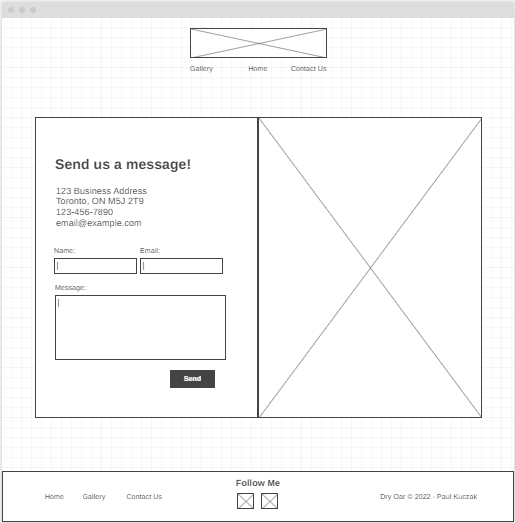 Gallery Home Contact Us
Send us a message!
123 Business Address
Toronto, ON M5J 2T9
123-456-7890
email@example.com
Name: Email:
Message:
Send
Follow Me
Home Gallery Contact Us
Dry Oar © 2022 - Paul Kuczak